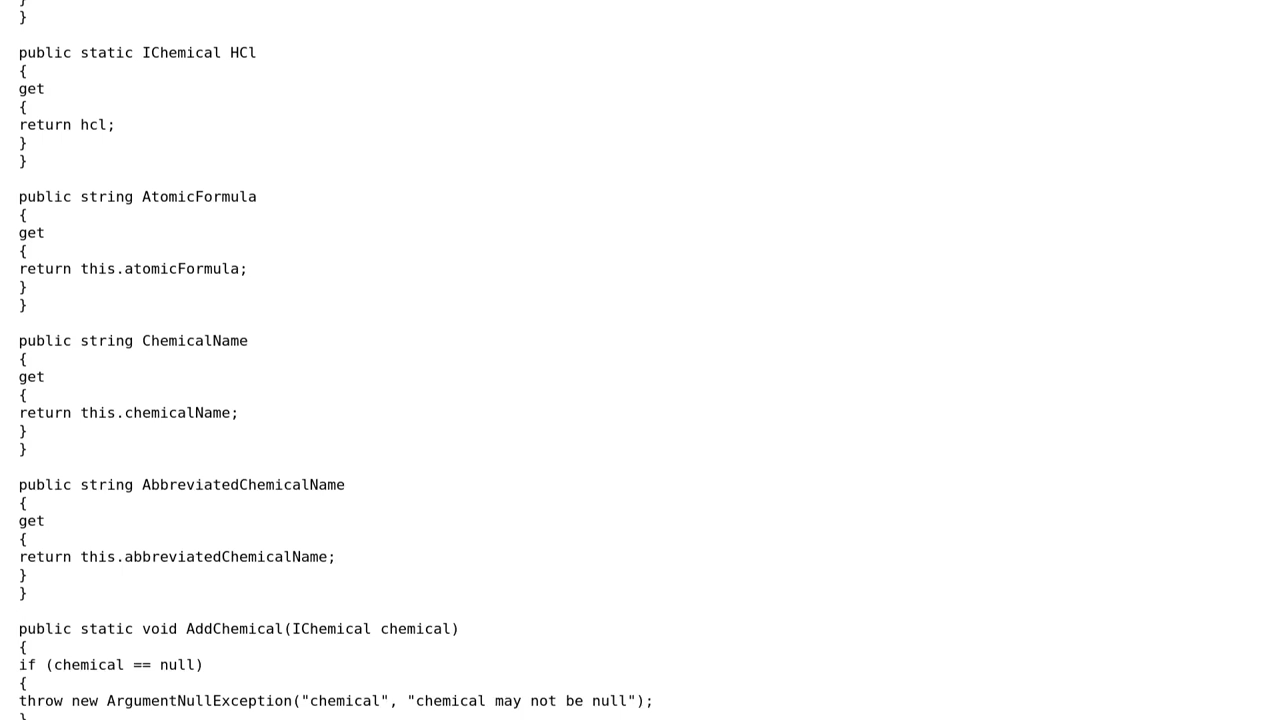 }
}

public static IChemical HCl
{
get
{
return hcl;
}
}

public string AtomicFormula
{
get
{
return this.atomicFormula;
}
}

public string ChemicalName
{
get
{
return this.chemicalName;
}
}

public string AbbreviatedChemicalName
{
get
{
return this.abbreviatedChemicalName;
}
}

public static void AddChemical(IChemical chemical)
{
if (chemical == null)
{
throw new ArgumentNullException("chemical", "chemical may not be null");
}